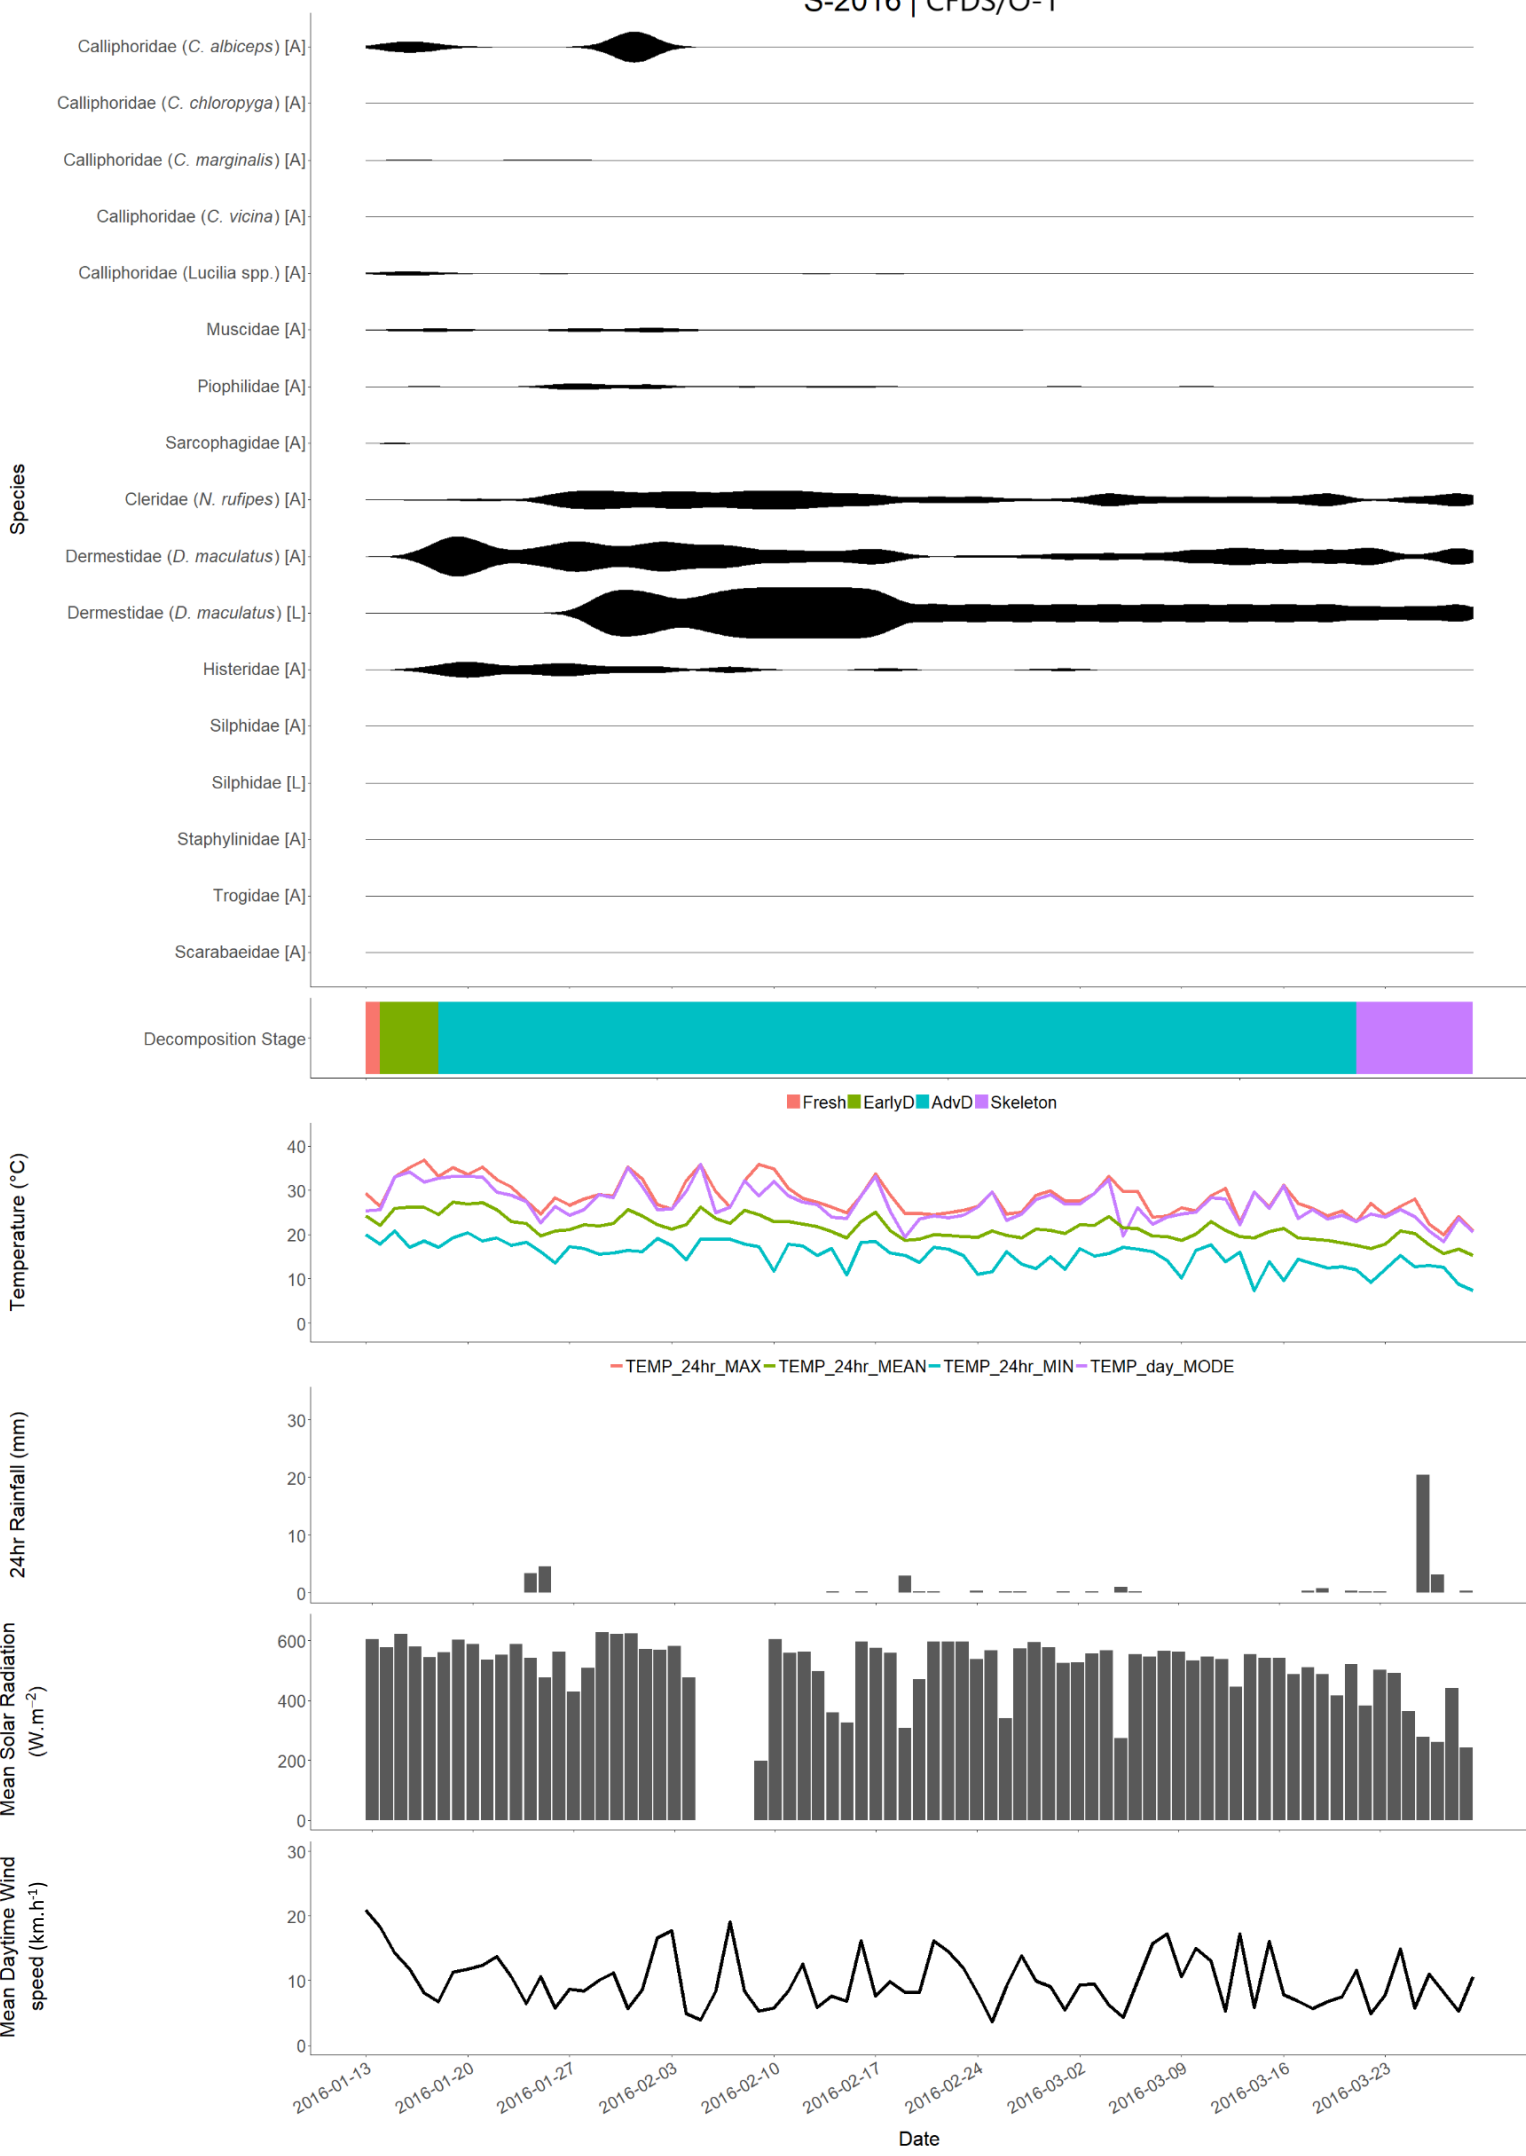 S-2016 | CFDS/O-1
Species
Calliphoridae (C. albiceps) [A]
Calliphoridae (C. chloropyga) [A]
Calliphoridae (C. marginalis) [A]
Calliphoridae (C. vicina) [A]
Calliphoridae (Lucilia spp.) [A]
Muscidae [A]
Piophilidae [A]
Sarcophagidae [A]
Cleridae (N. rufipes) [A]
Dermestidae (D. maculatus) [A]
Dermestidae (D. maculatus) [L]
Histeridae [A]
Silphidae [A]
Silphidae [L]
Staphylinidae [A]
Trogidae [A]
Scarabaeidae [A]
Decomposition Stage
Fresh EarlyD AdvD Skeleton
Temperature (°C)
40
30
20
10
0
TEMP_24hr_MAX TEMP_24hr_MEAN TEMP_24hr_MIN TEMP_day_MODE
24hr Rainfall (mm)
30
20
10
0
Mean Solar Radiation
(W.m⁻²)
600
400
200
0
Mean Daytime Wind
speed (km.h⁻¹)
30
20
10
0
2016-01-13 2016-01-20 2016-01-27 2016-02-03 2016-02-10 2016-02-17 2016-02-24 2016-03-02 2016-03-09 2016-03-16 2016-03-23
Date